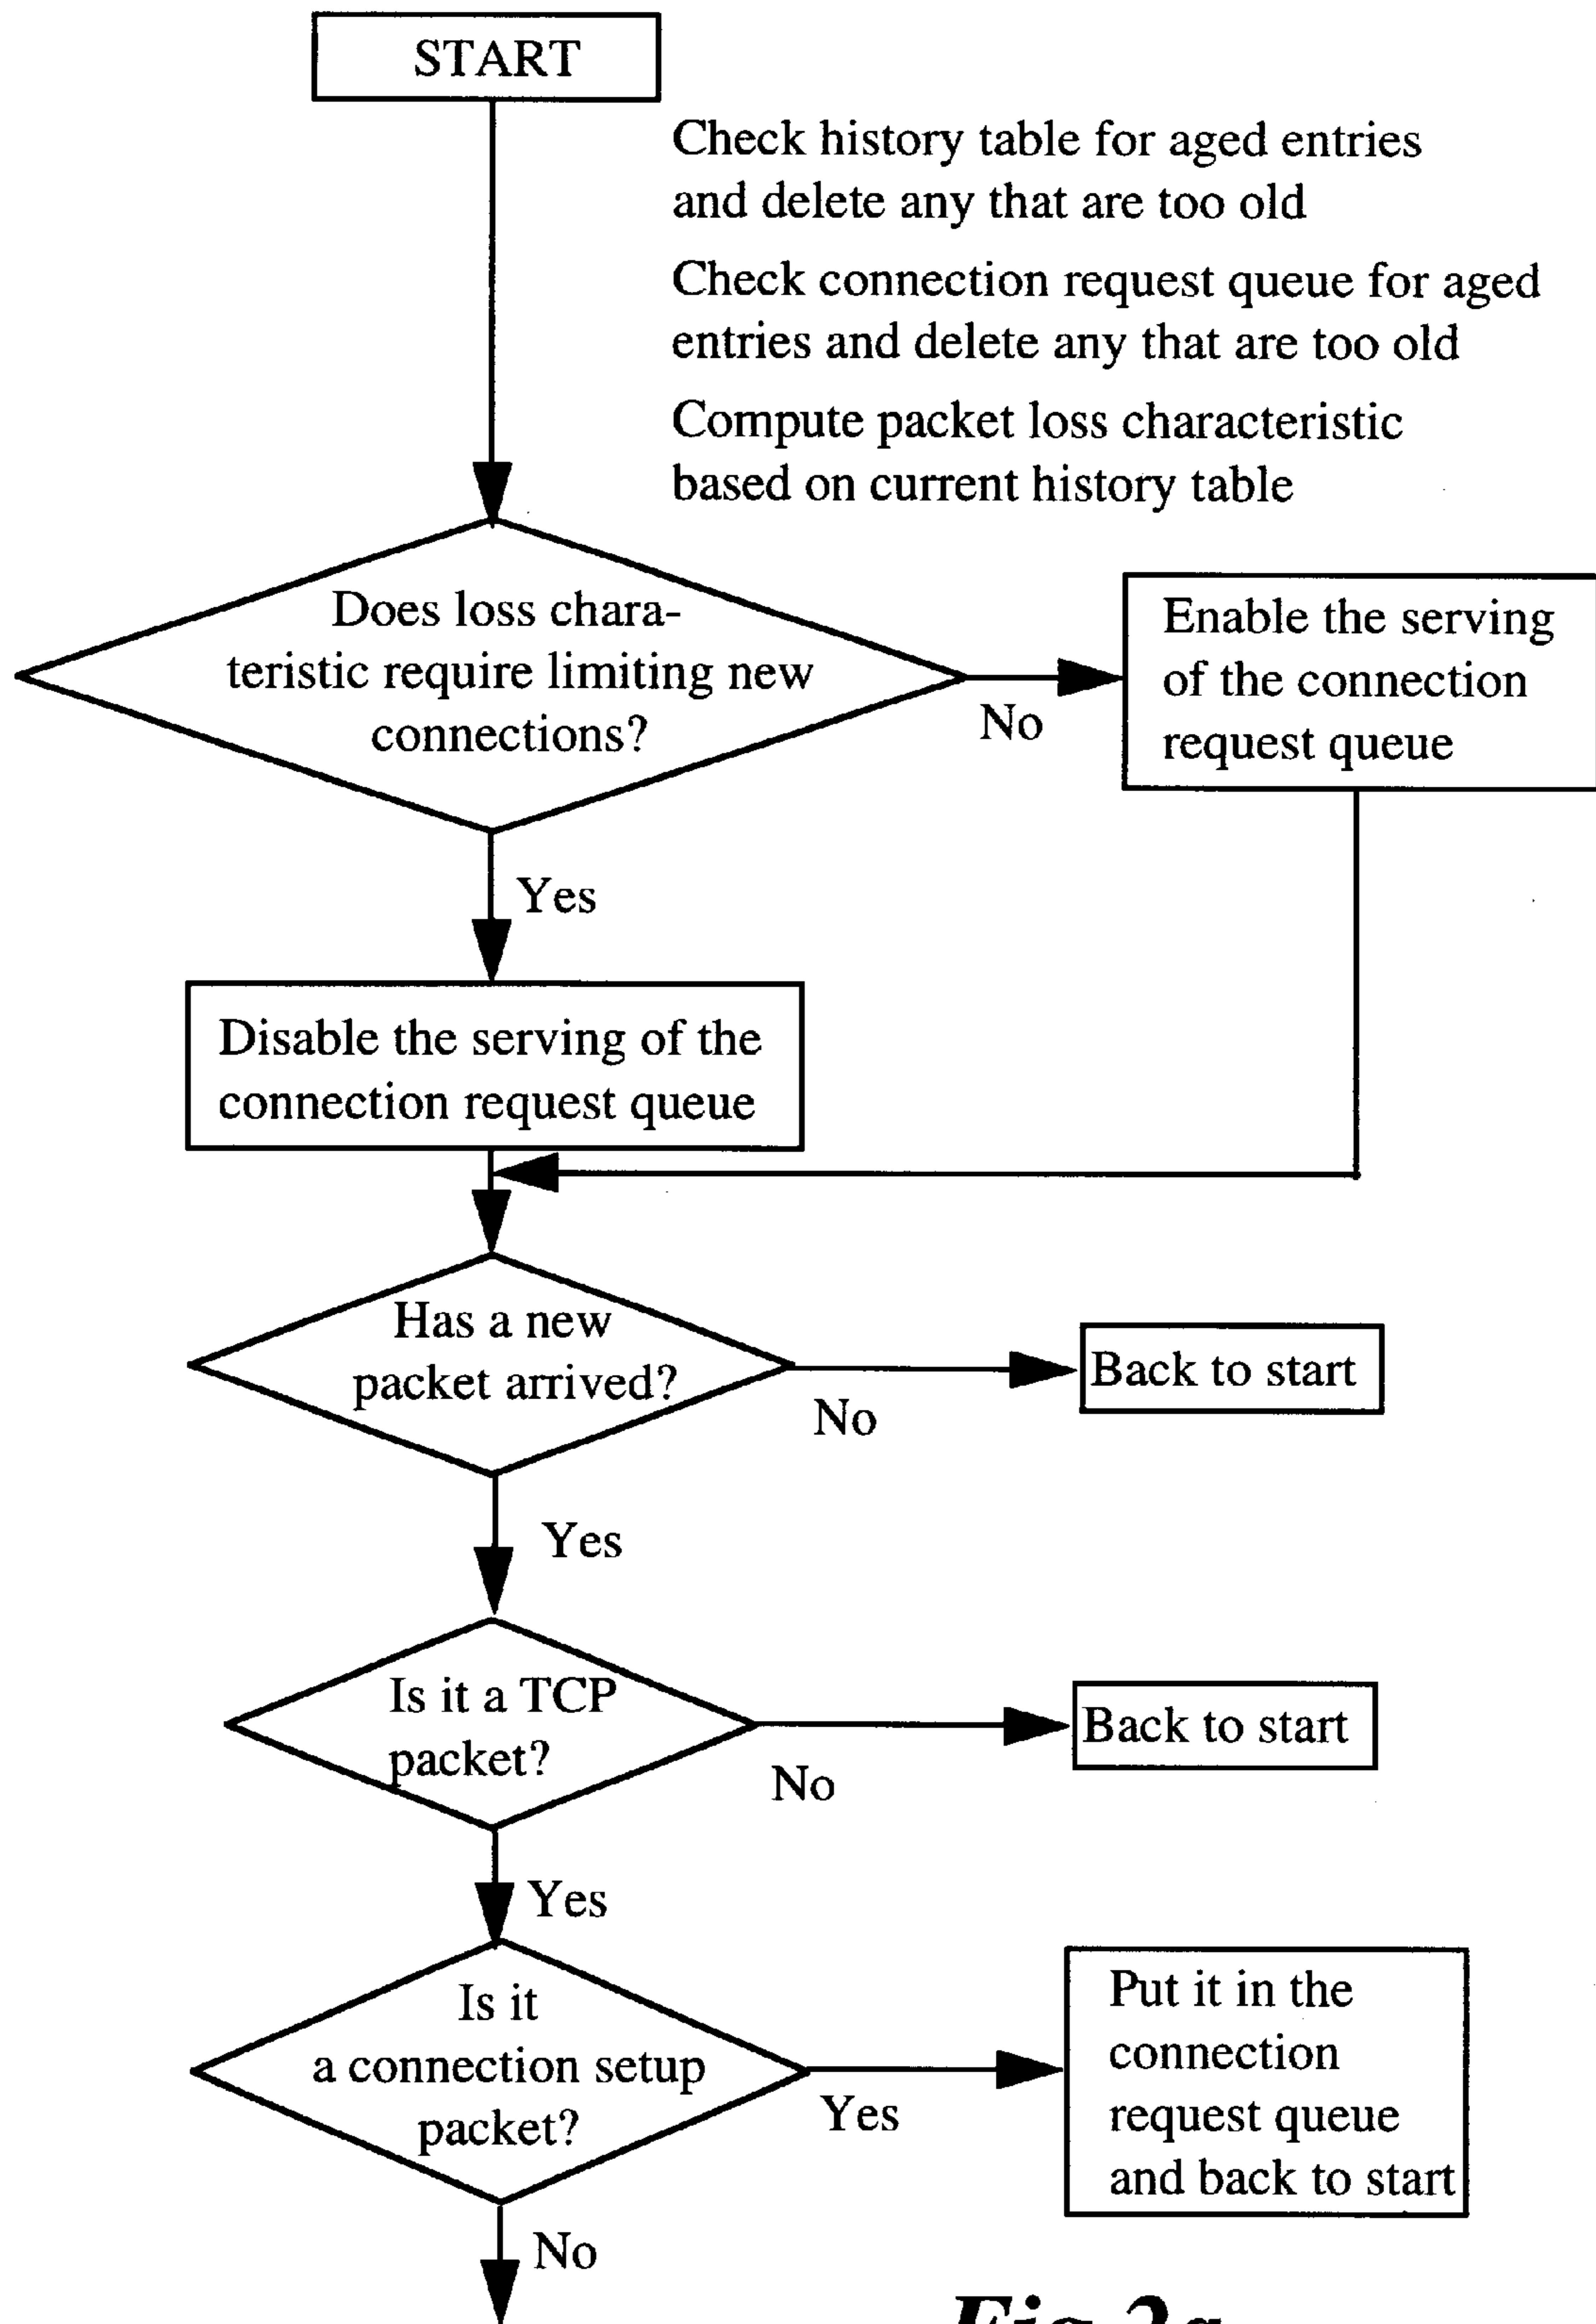 START
Check history table for aged entries
and delete any that are too old
Check connection request queue for aged
entries and delete any that are too old
Compute packet loss characteristic
based on current history table
Does loss chara-
teristic require limiting new
connections?
No
Enable the serving
of the connection
request queue
Yes
Disable the serving of the
connection request queue
Has a new
packet arrived?
No
Back to start
Yes
Is it a TCP
packet?
No
Back to start
Yes
Is it
a connection setup
packet?
Yes
Put it in the
connection
request queue
and back to start
No